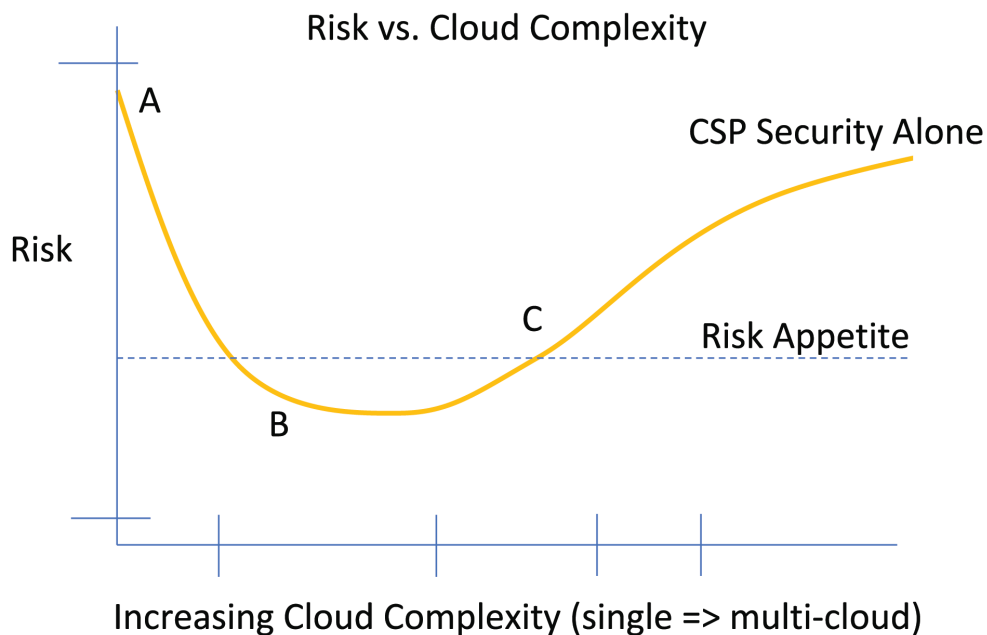 Risk vs. Cloud Complexity
A
CSP Security Alone
Risk
C
Risk Appetite
B
Increasing Cloud Complexity (single => multi-cloud)